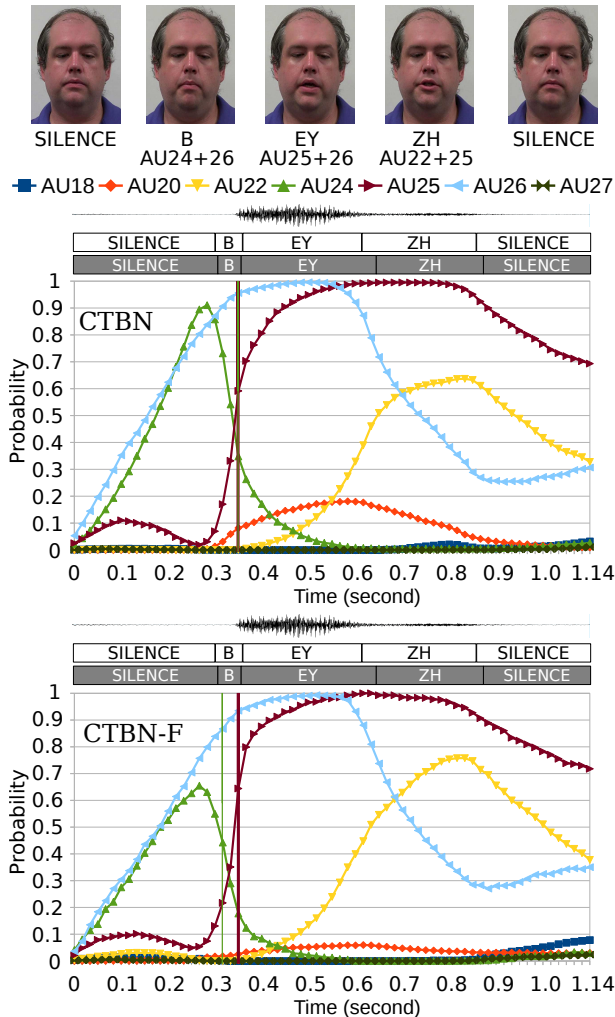 SILENCE B EY ZH SILENCE
AU24+26 AU25+26 AU22+25
AU18 AU20 AU22 AU24 AU25 AU26 AU27
SILENCE B EY ZH SILENCE
SILENCE B EY ZH SILENCE
CTBN
Probability
1
0.9
0.8
0.7
0.6
0.5
0.4
0.3
0.2
0.1
0
0 0.1 0.2 0.3 0.4 0.6 0.7 0.8 0.9 1.0 1.14
Time (second)
SILENCE B EY ZH SILENCE
SILENCE B EY ZH SILENCE
CTBN-F
Probability
1
0.9
0.8
0.7
0.6
0.5
0.4
0.3
0.2
0.1
0
0 0.1 0.2 0.3 0.4 0.6 0.7 0.8 0.9 1.0 1.14
Time (second)